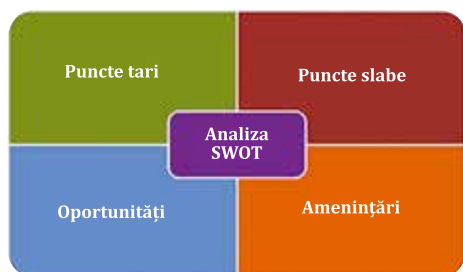 Puncte tari
Puncte slabe
Analiza
SWOT
Oportunități
Amenințări